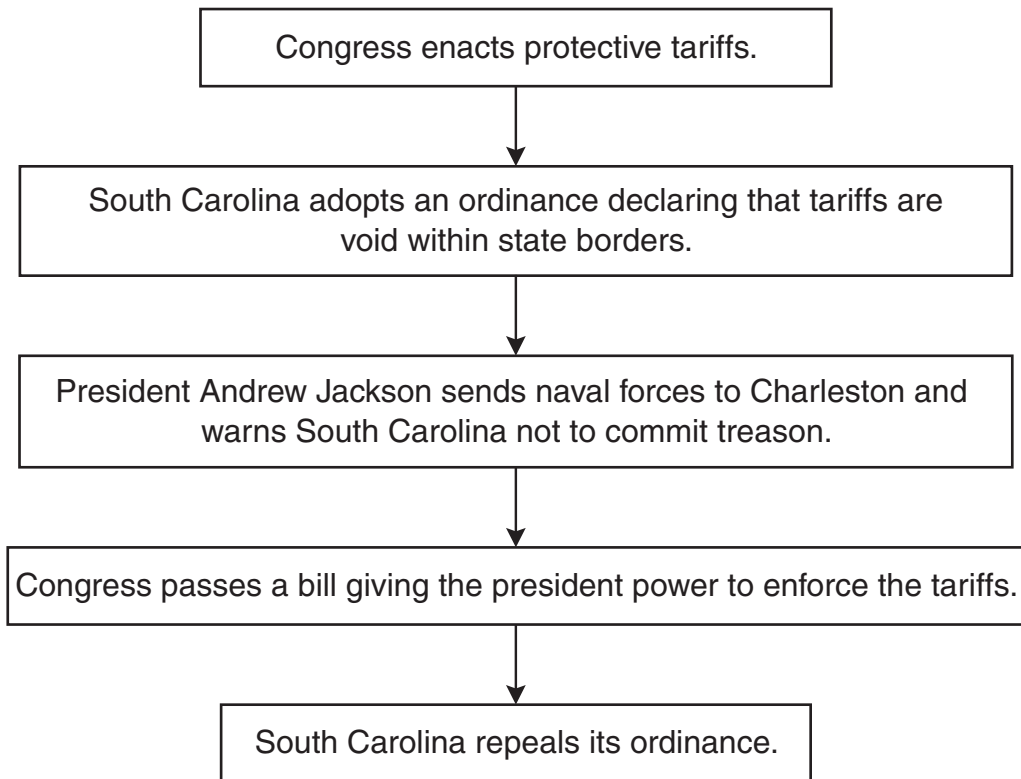 Congress enacts protective tariffs.
South Carolina adopts an ordinance declaring that tariffs are
void within state borders.
President Andrew Jackson sends naval forces to Charleston and
warns South Carolina not to commit treason.
Congress passes a bill giving the president power to enforce the tariffs.
South Carolina repeals its ordinance.